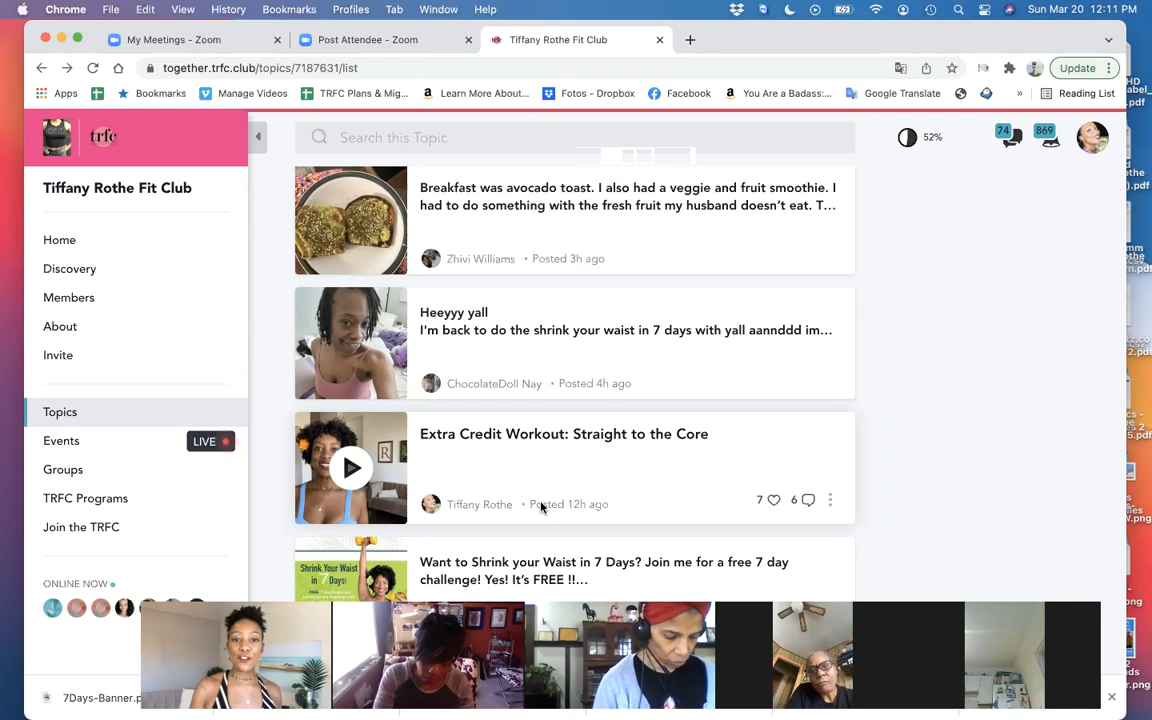 Chrome File Edit View History Bookmarks Profiles Tab Window Help Sun Mar 20 12:11 PM
My Meetings - Zoom Post Attendee - Zoom Tiffany Rothe Fit Club
together.trfc.club/topics/7187631/list Update
Apps Bookmarks Manage Videos TRFC Plans & Mig... Learn More About... Fotos - Dropbox Facebook You Are a Badass:... Google Translate » Reading List
trfc
Search this Topic
52% 74 869
Tiffany Rothe Fit Club
Home
Discovery
Members
About
Invite
Topics
Events LIVE
Groups
TRFC Programs
Join the TRFC
ONLINE NOW
Breakfast was avocado toast. I also had a veggie and fruit smoothie. I
had to do something with the fresh fruit my husband doesn't eat. T...
Zhivi Williams • Posted 3h ago
Heeyyy yall
I'm back to do the shrink your waist in 7 days with yall aannddd im...
ChocolateDoll Nay • Posted 4h ago
Extra Credit Workout: Straight to the Core
Tiffany Rothe • Posted 12h ago 7 6
Shrink Your Waist
in 7 Days!
Want to Shrink your Waist in 7 Days? Join me for a free 7 day
challenge! Yes! It's FREE !!...
7Days-Banner.p